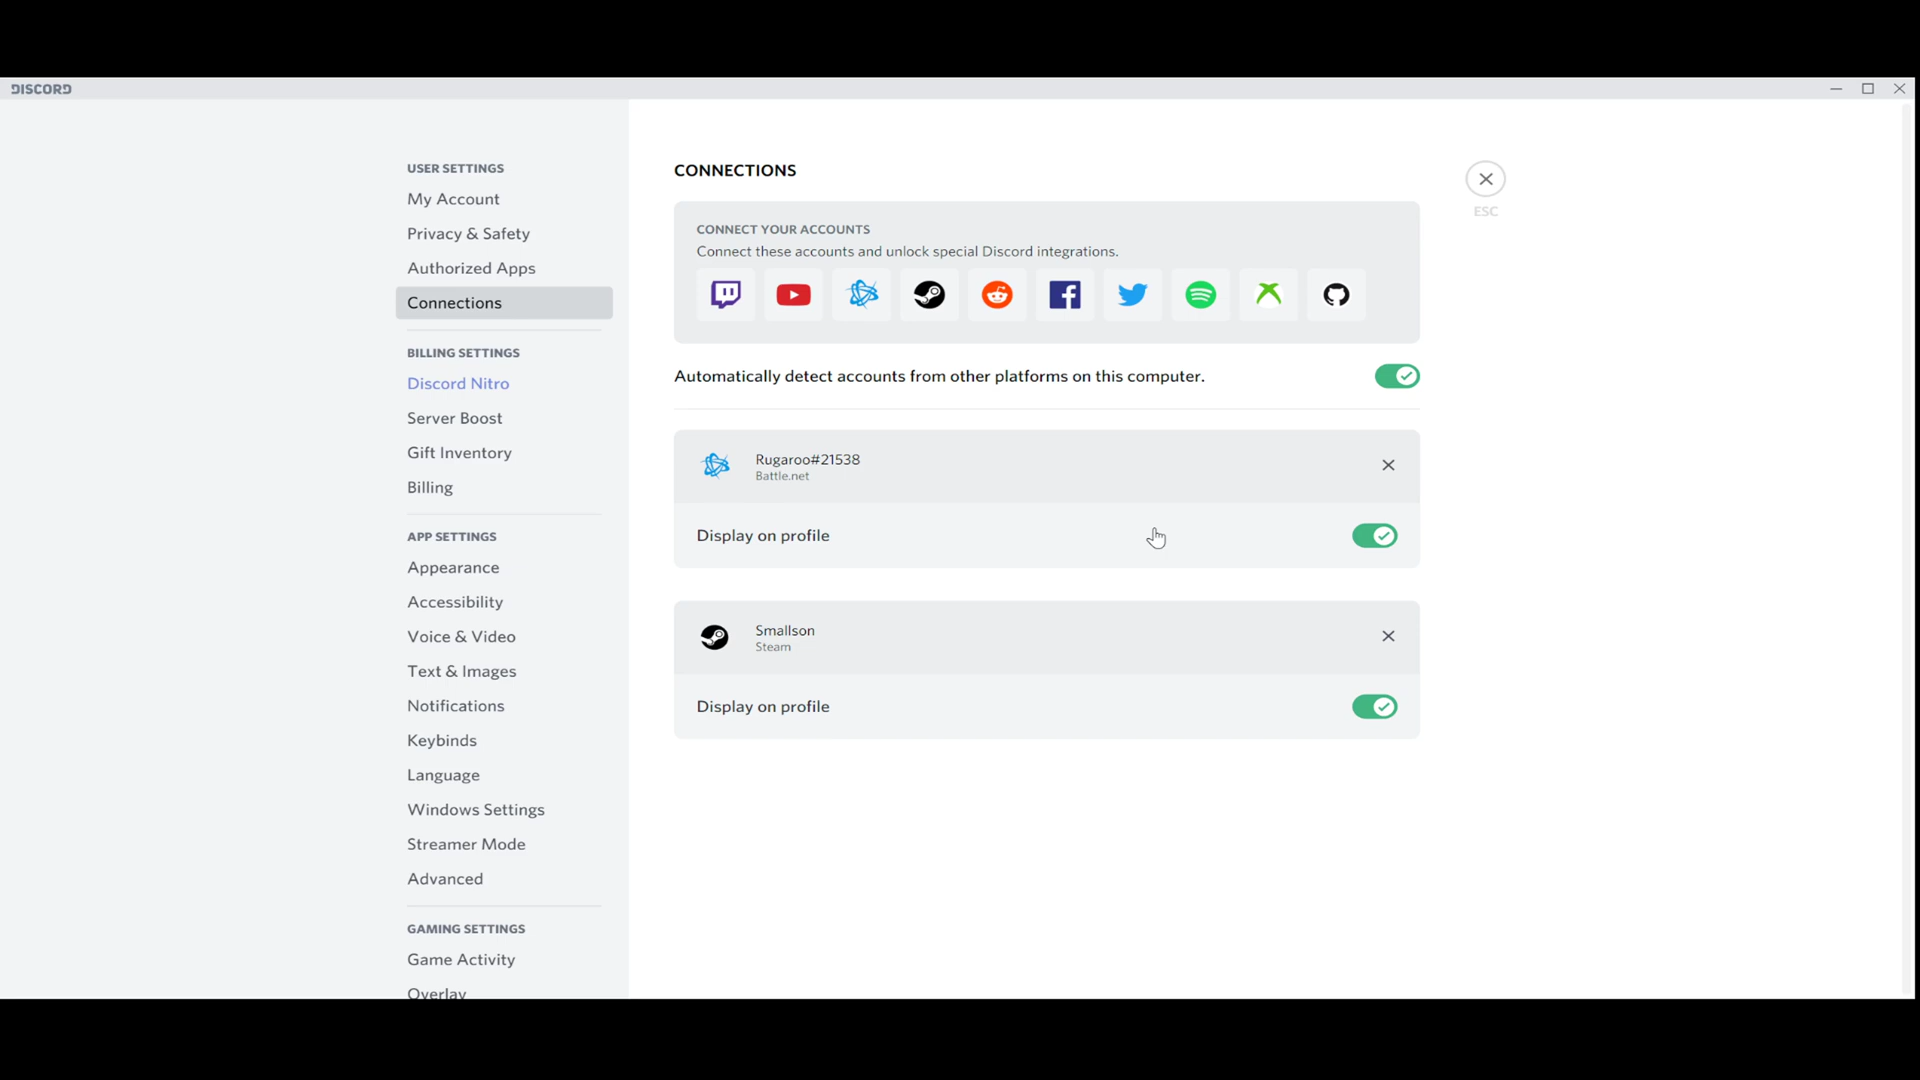 DISCORD
USER SETTINGS
My Account
Privacy & Safety
Authorized Apps
Connections
BILLING SETTINGS
Discord Nitro
Server Boost
Gift Inventory
Billing
APP SETTINGS
Appearance
Accessibility
Voice & Video
Text & Images
Notifications
Keybinds
Language
Windows Settings
Streamer Mode
Advanced
GAMING SETTINGS
Game Activity
Overlay
CONNECTIONS
CONNECT YOUR ACCOUNTS
Connect these accounts and unlock special Discord integrations.
Automatically detect accounts from other platforms on this computer.
Rugaroo#21538
Battle.net
Display on profile
Smallson
Steam
Display on profile
ESC